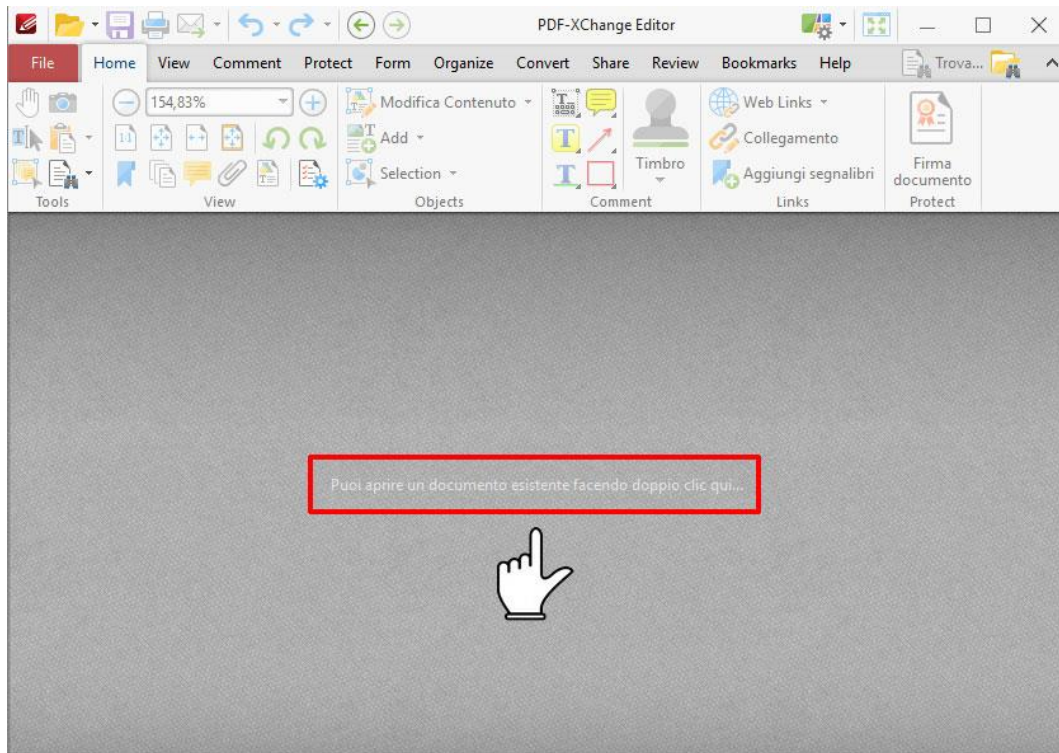 PDF-XChange Editor
File Home View Comment Protect Form Organize Convert Share Review Bookmarks Help Trova...
154,83% Modifica Contenuto Web Links
1:1 Add Collegamento
Selection Timbro Aggiungi segnalibri Firma documento
Tools View Objects Comment Links Protect
Puoi aprire un documento esistente facendo doppio clic qui...